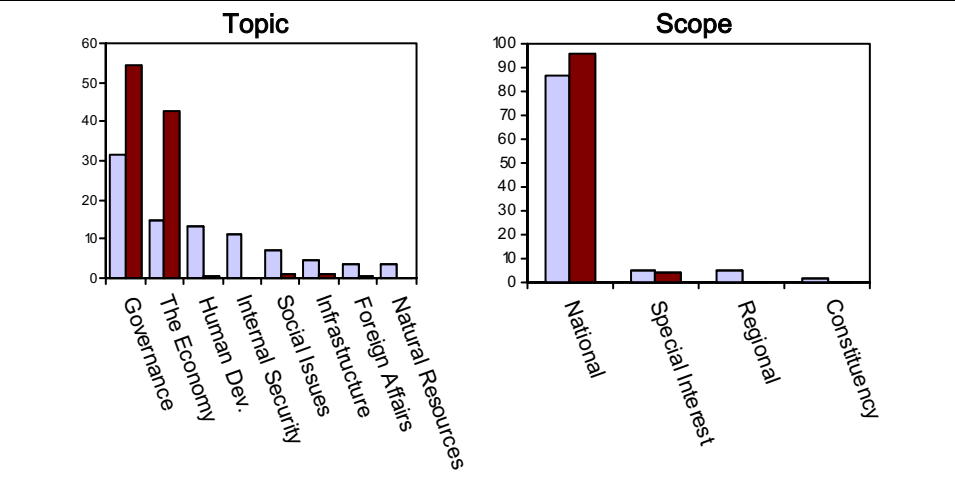 Topic
60
50
40
30
20
10
0
Governance
The Economy
Human Dev.
Internal Security
Social Issues
Infrastructure
Foreign Affairs
Natural Resources
Scope
100
90
80
70
60
50
40
30
20
10
0
National
Special Interest
Regional
Constituency